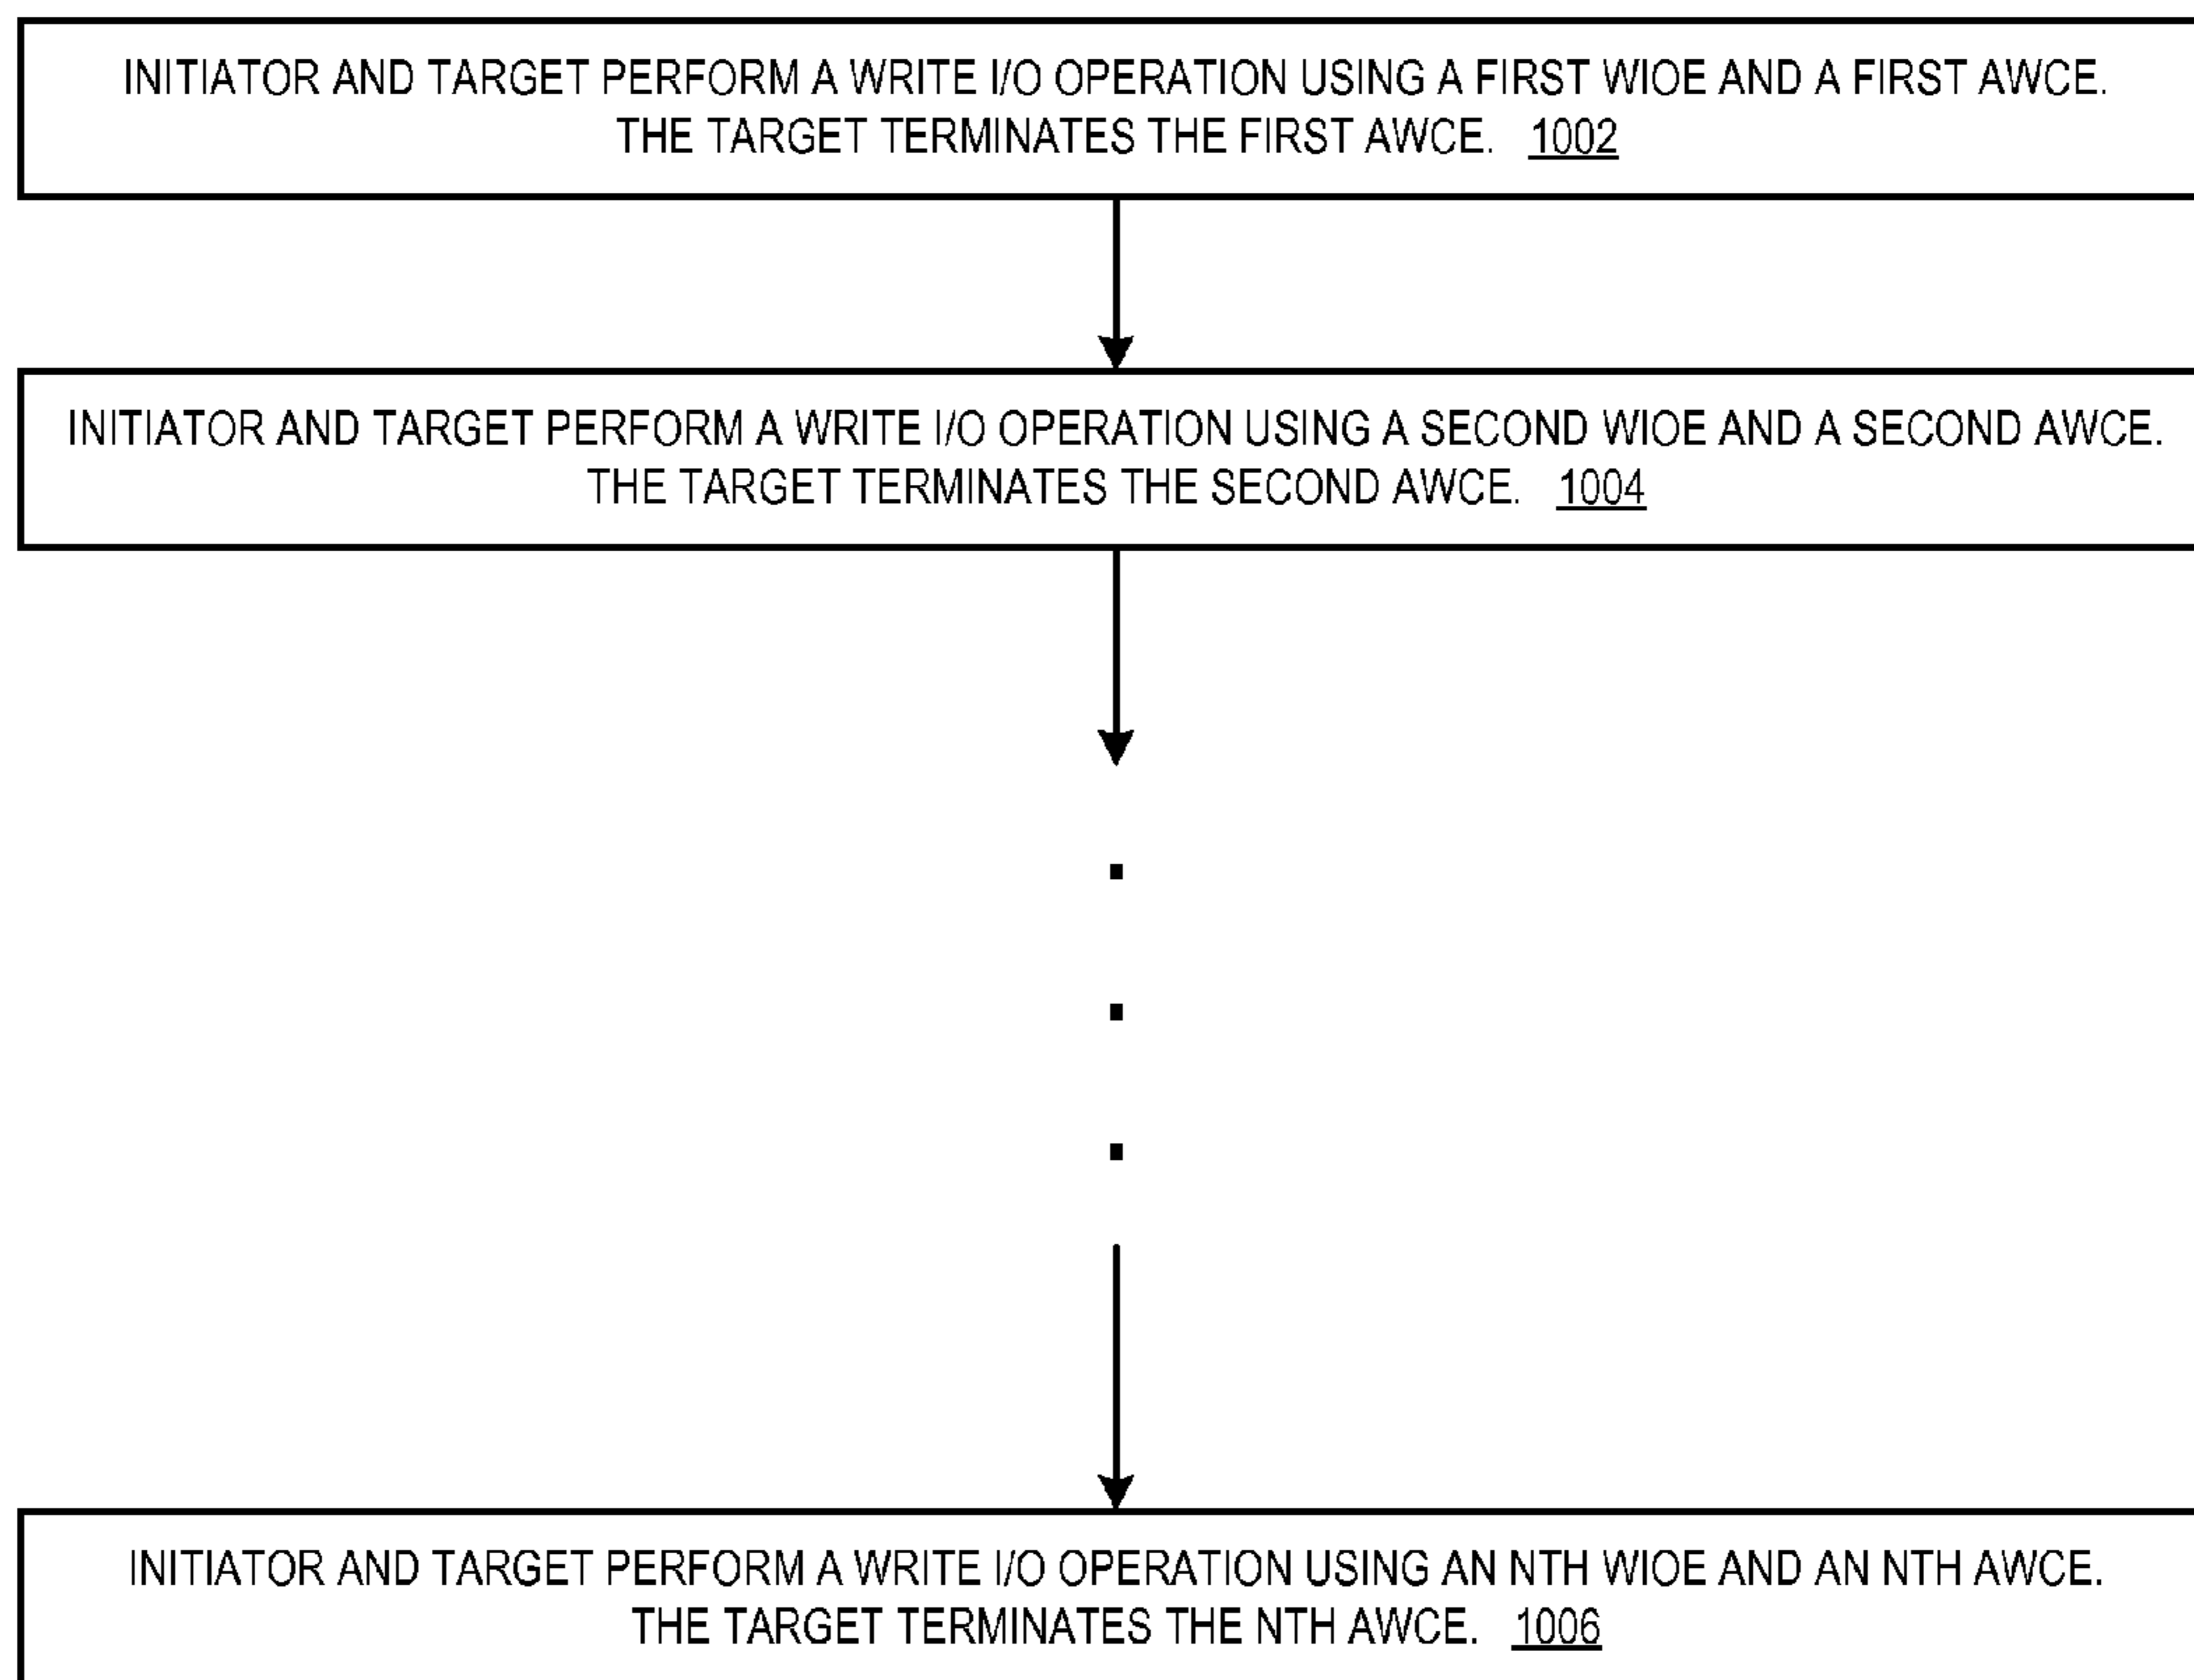 INITIATOR AND TARGET PERFORM A WRITE I/O OPERATION USING A FIRST WIOE AND A FIRST AWCE.
THE TARGET TERMINATES THE FIRST AWCE. 1002
INITIATOR AND TARGET PERFORM A WRITE I/O OPERATION USING A SECOND WIOE AND A SECOND AWCE.
THE TARGET TERMINATES THE SECOND AWCE. 1004
INITIATOR AND TARGET PERFORM A WRITE I/O OPERATION USING AN NTH WIOE AND AN NTH AWCE.
THE TARGET TERMINATES THE NTH AWCE. 1006